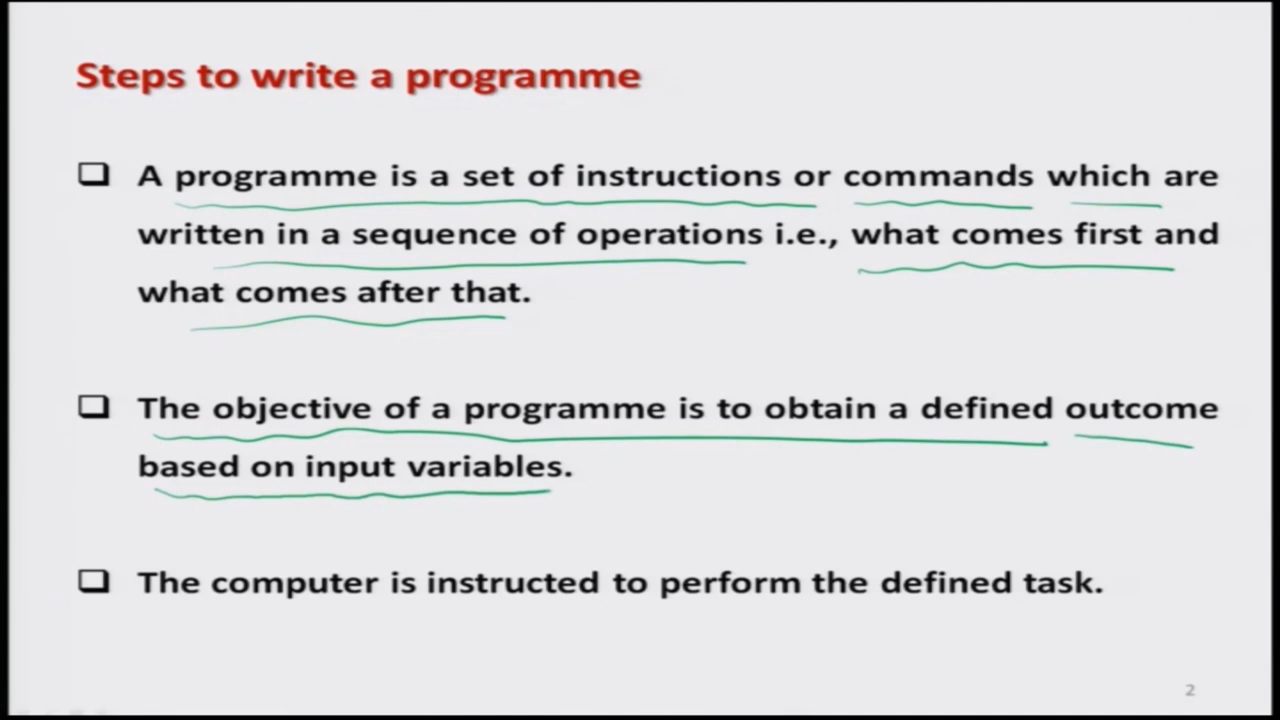 Steps to write a programme
A programme is a set of instructions or commands which are
written in a sequence of operations i.e., what comes first and
what comes after that.
The objective of a programme is to obtain a defined outcome
based on input variables.
The computer is instructed to perform the defined task.
2